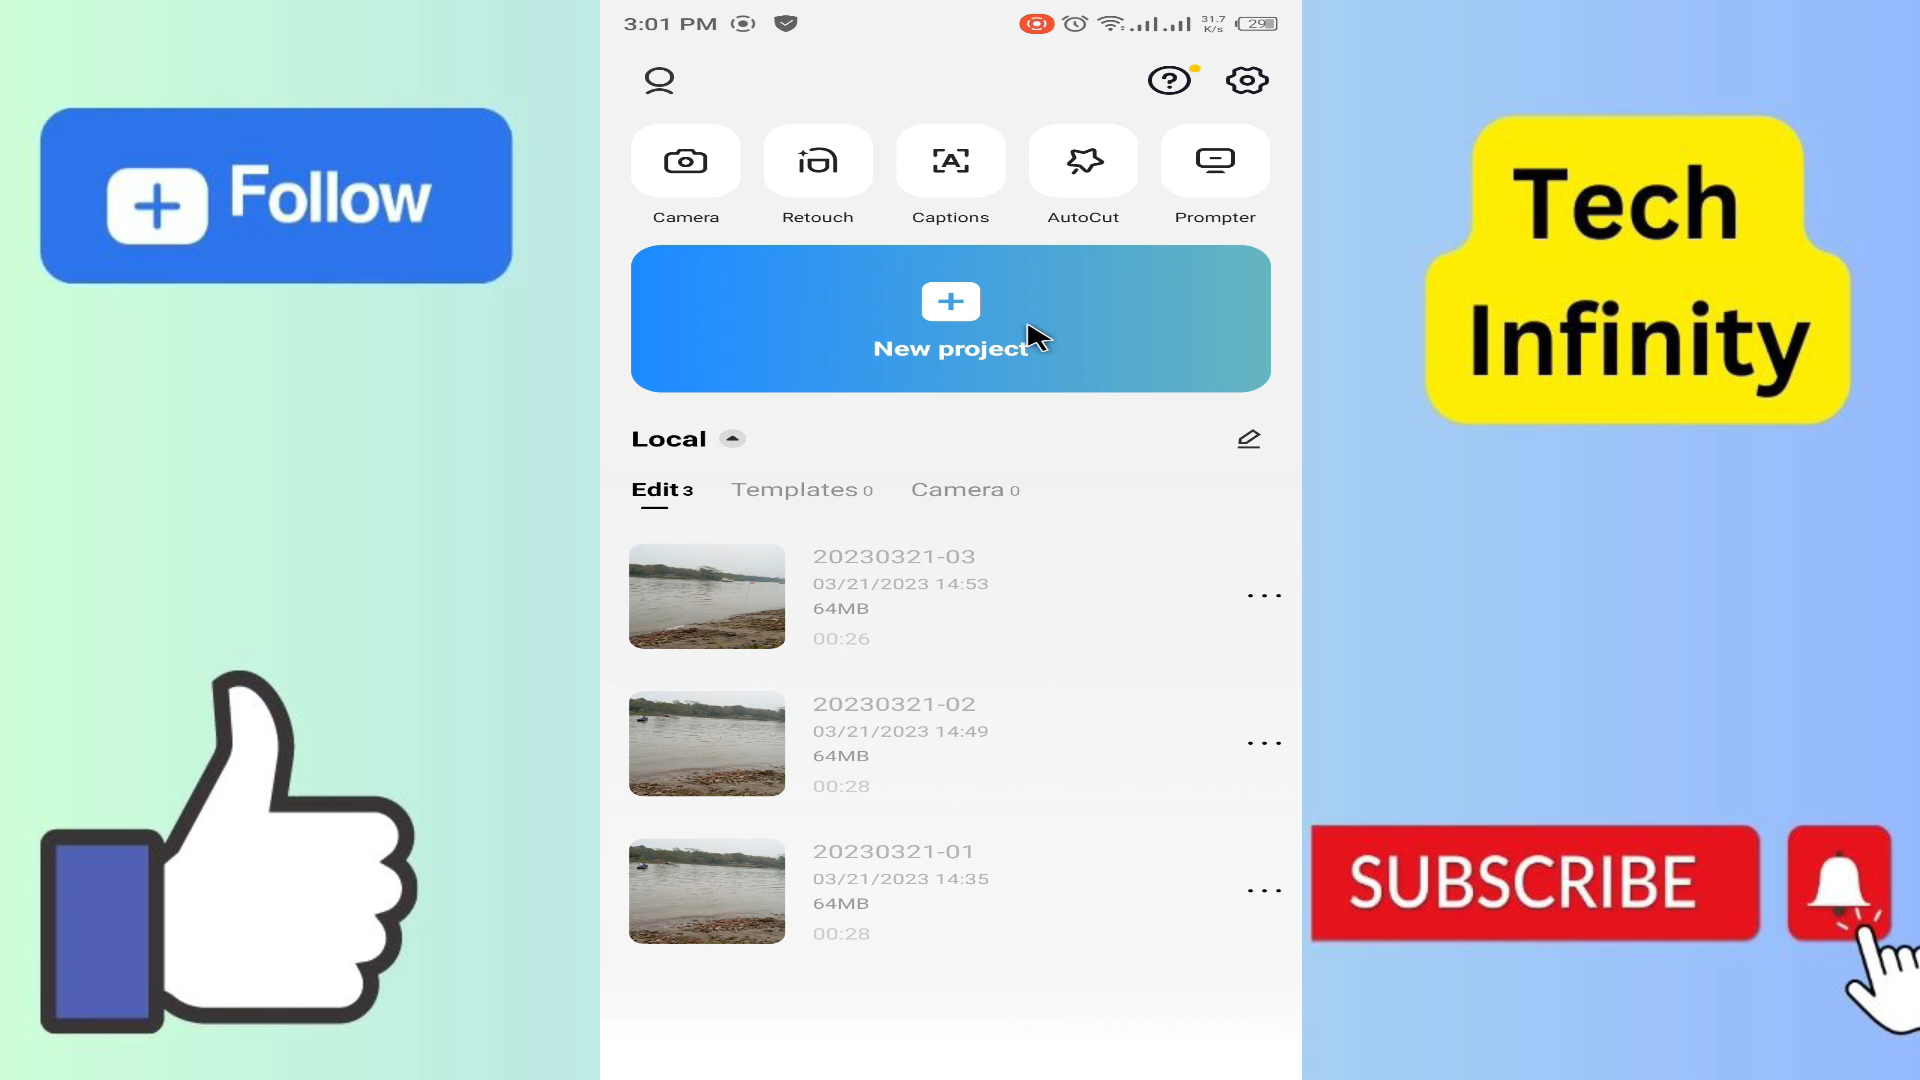 3:01 PM
31.7
K/s
29
Follow
Camera
Retouch
Captions
AutoCut
Prompter
New project
Local
Edit 3
Templates 0
Camera 0
20230321-03
03/21/2023 14:53
64MB
00:26
20230321-02
03/21/2023 14:49
64MB
00:28
20230321-01
03/21/2023 14:35
64MB
00:28
Tech
Infinity
SUBSCRIBE